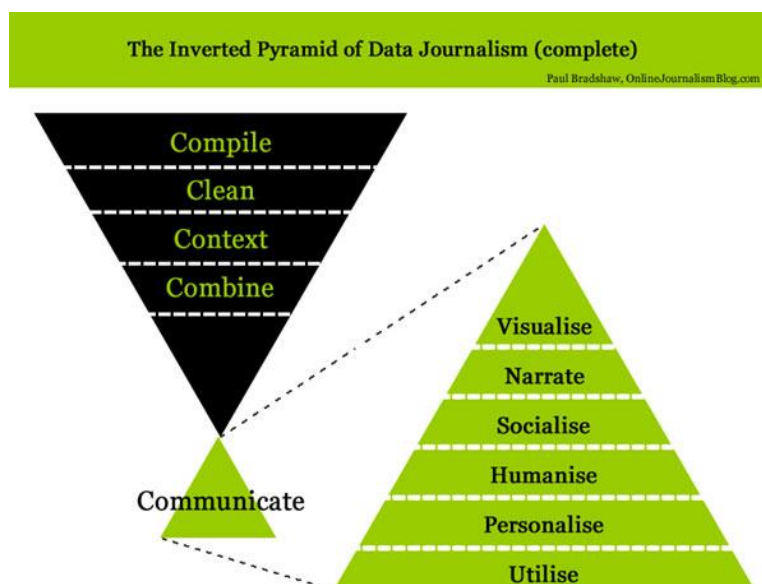 The Inverted Pyramid of Data Journalism (complete)
Paul Bradshaw, OnlineJournalismBlog.com
Compile
Clean
Context
Combine
Communicate
Visualise
Narrate
Socialise
Humanise
Personalise
Utilise